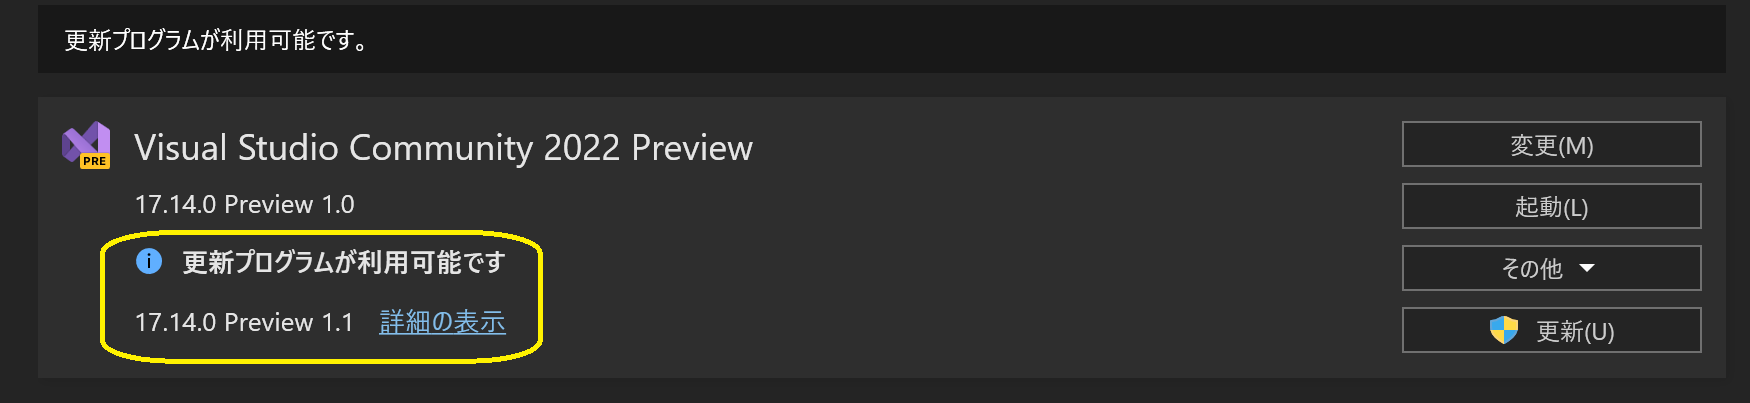 更新プログラムが利用可能です。
PRE
Visual Studio Community 2022 Preview
17.14.0 Preview 1.0
更新プログラムが利用可能です
17.14.0 Preview 1.1 詳細の表示
変更(M)
起動(L)
その他
更新(U)